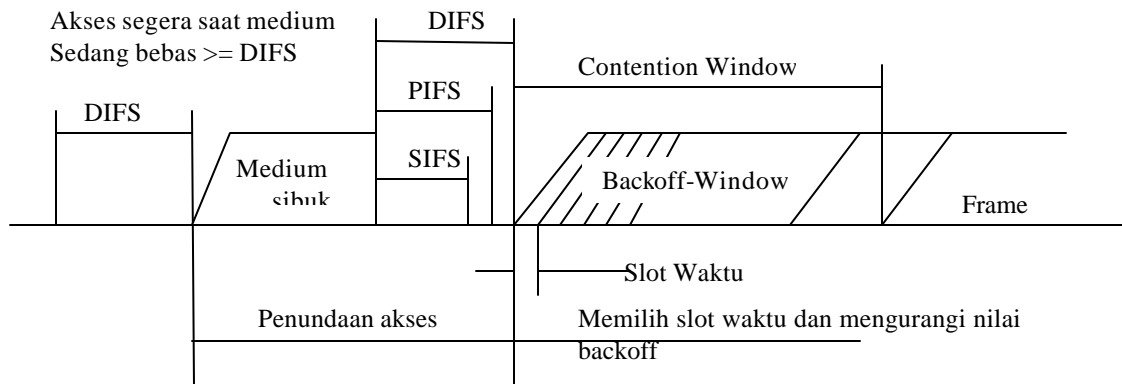 Akses segera saat medium
Sedang bebas >= DIFS
DIFS
DIFS
PIFS
SIFS
Contention Window
Medium
sibuk
Backoff-Window
Frame
Slot Waktu
Penundaan akses
Memilih slot waktu dan mengurangi nilai
backoff